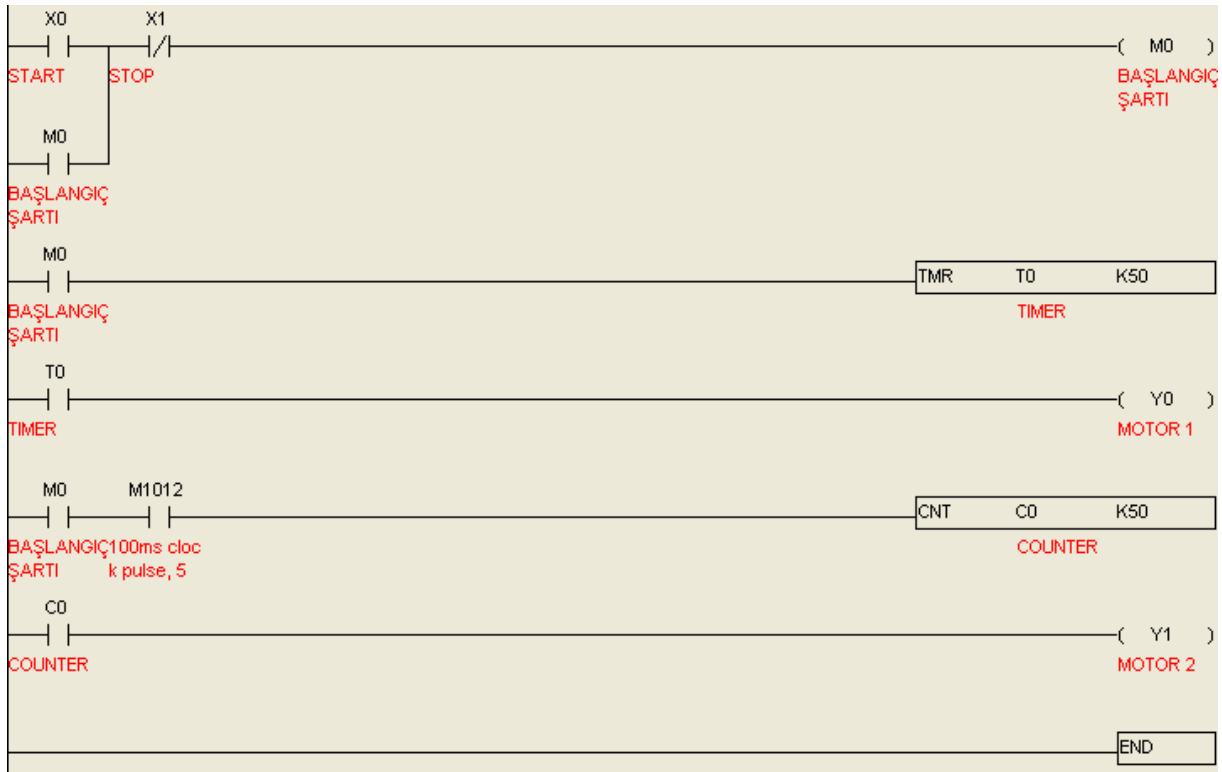 X0 X1
( M0 )
START STOP
BAŞLANGIÇ
ŞARTI
M0
BAŞLANGIÇ
ŞARTI
M0
TMR T0 K50
BAŞLANGIÇ
ŞARTI
TIMER
T0
( Y0 )
TIMER
MOTOR 1
M0 M1012
CNT C0 K50
BAŞLANGIÇ 100ms cloc
ŞARTI k pulse, 5
COUNTER
C0
( Y1 )
COUNTER
MOTOR 2
END